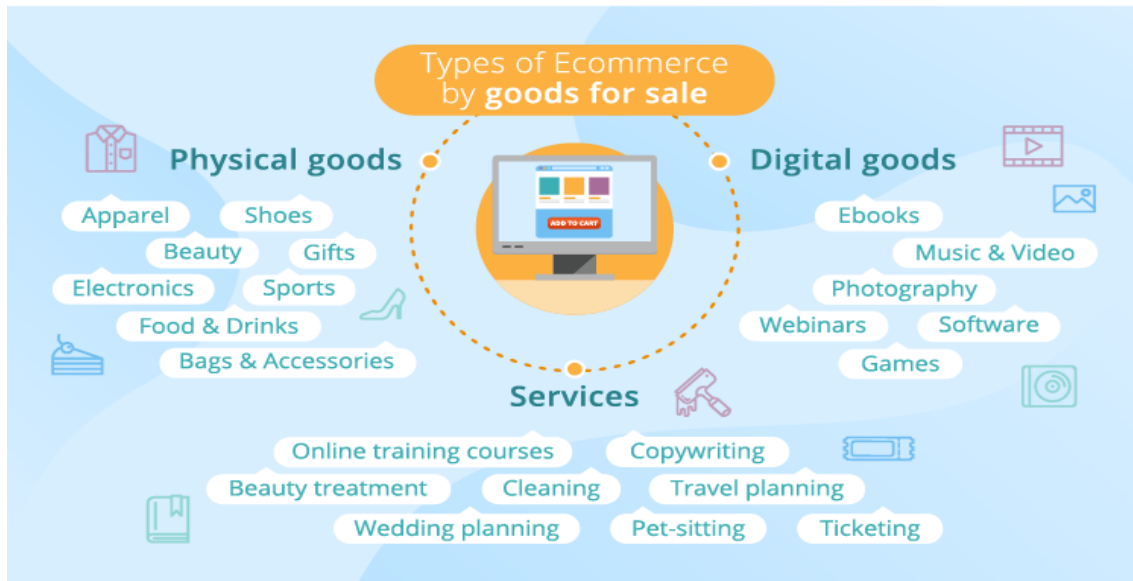 Types of Ecommerce
by goods for sale
Physical goods
Apparel
Shoes
Beauty
Gifts
Electronics
Sports
Food & Drinks
Bags & Accessories
ADD TO CART
Digital goods
Ebooks
Music & Video
Photography
Webinars
Software
Games
Services
Online training courses
Copywriting
Beauty treatment
Cleaning
Travel planning
Wedding planning
Pet-sitting
Ticketing